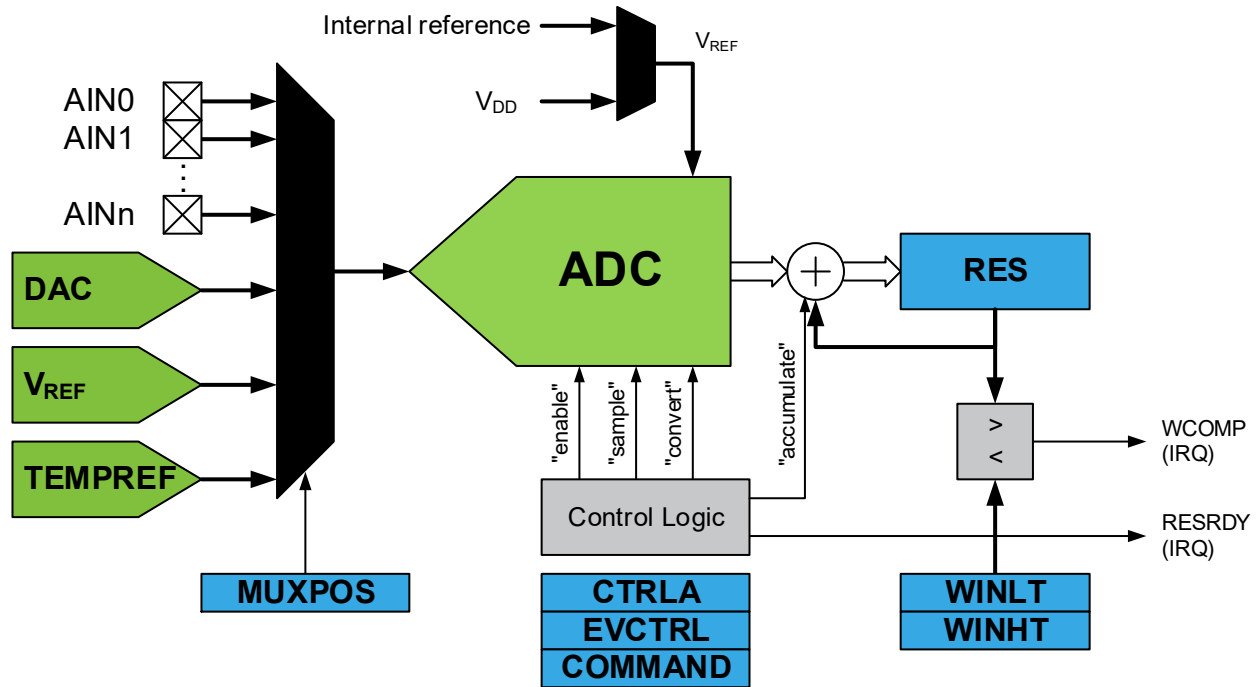 Internal reference
VREF
VDD
AIN0
AIN1
AINn
DAC
VREF
TEMPREF
ADC
+
RES
"enable"
"sample"
"convert"
"accumulate"
>
<
WCOMP
(IRQ)
Control Logic
RESRDY
(IRQ)
MUXPOS
CTRLA
EVCTRL
COMMAND
WINLT
WINHT